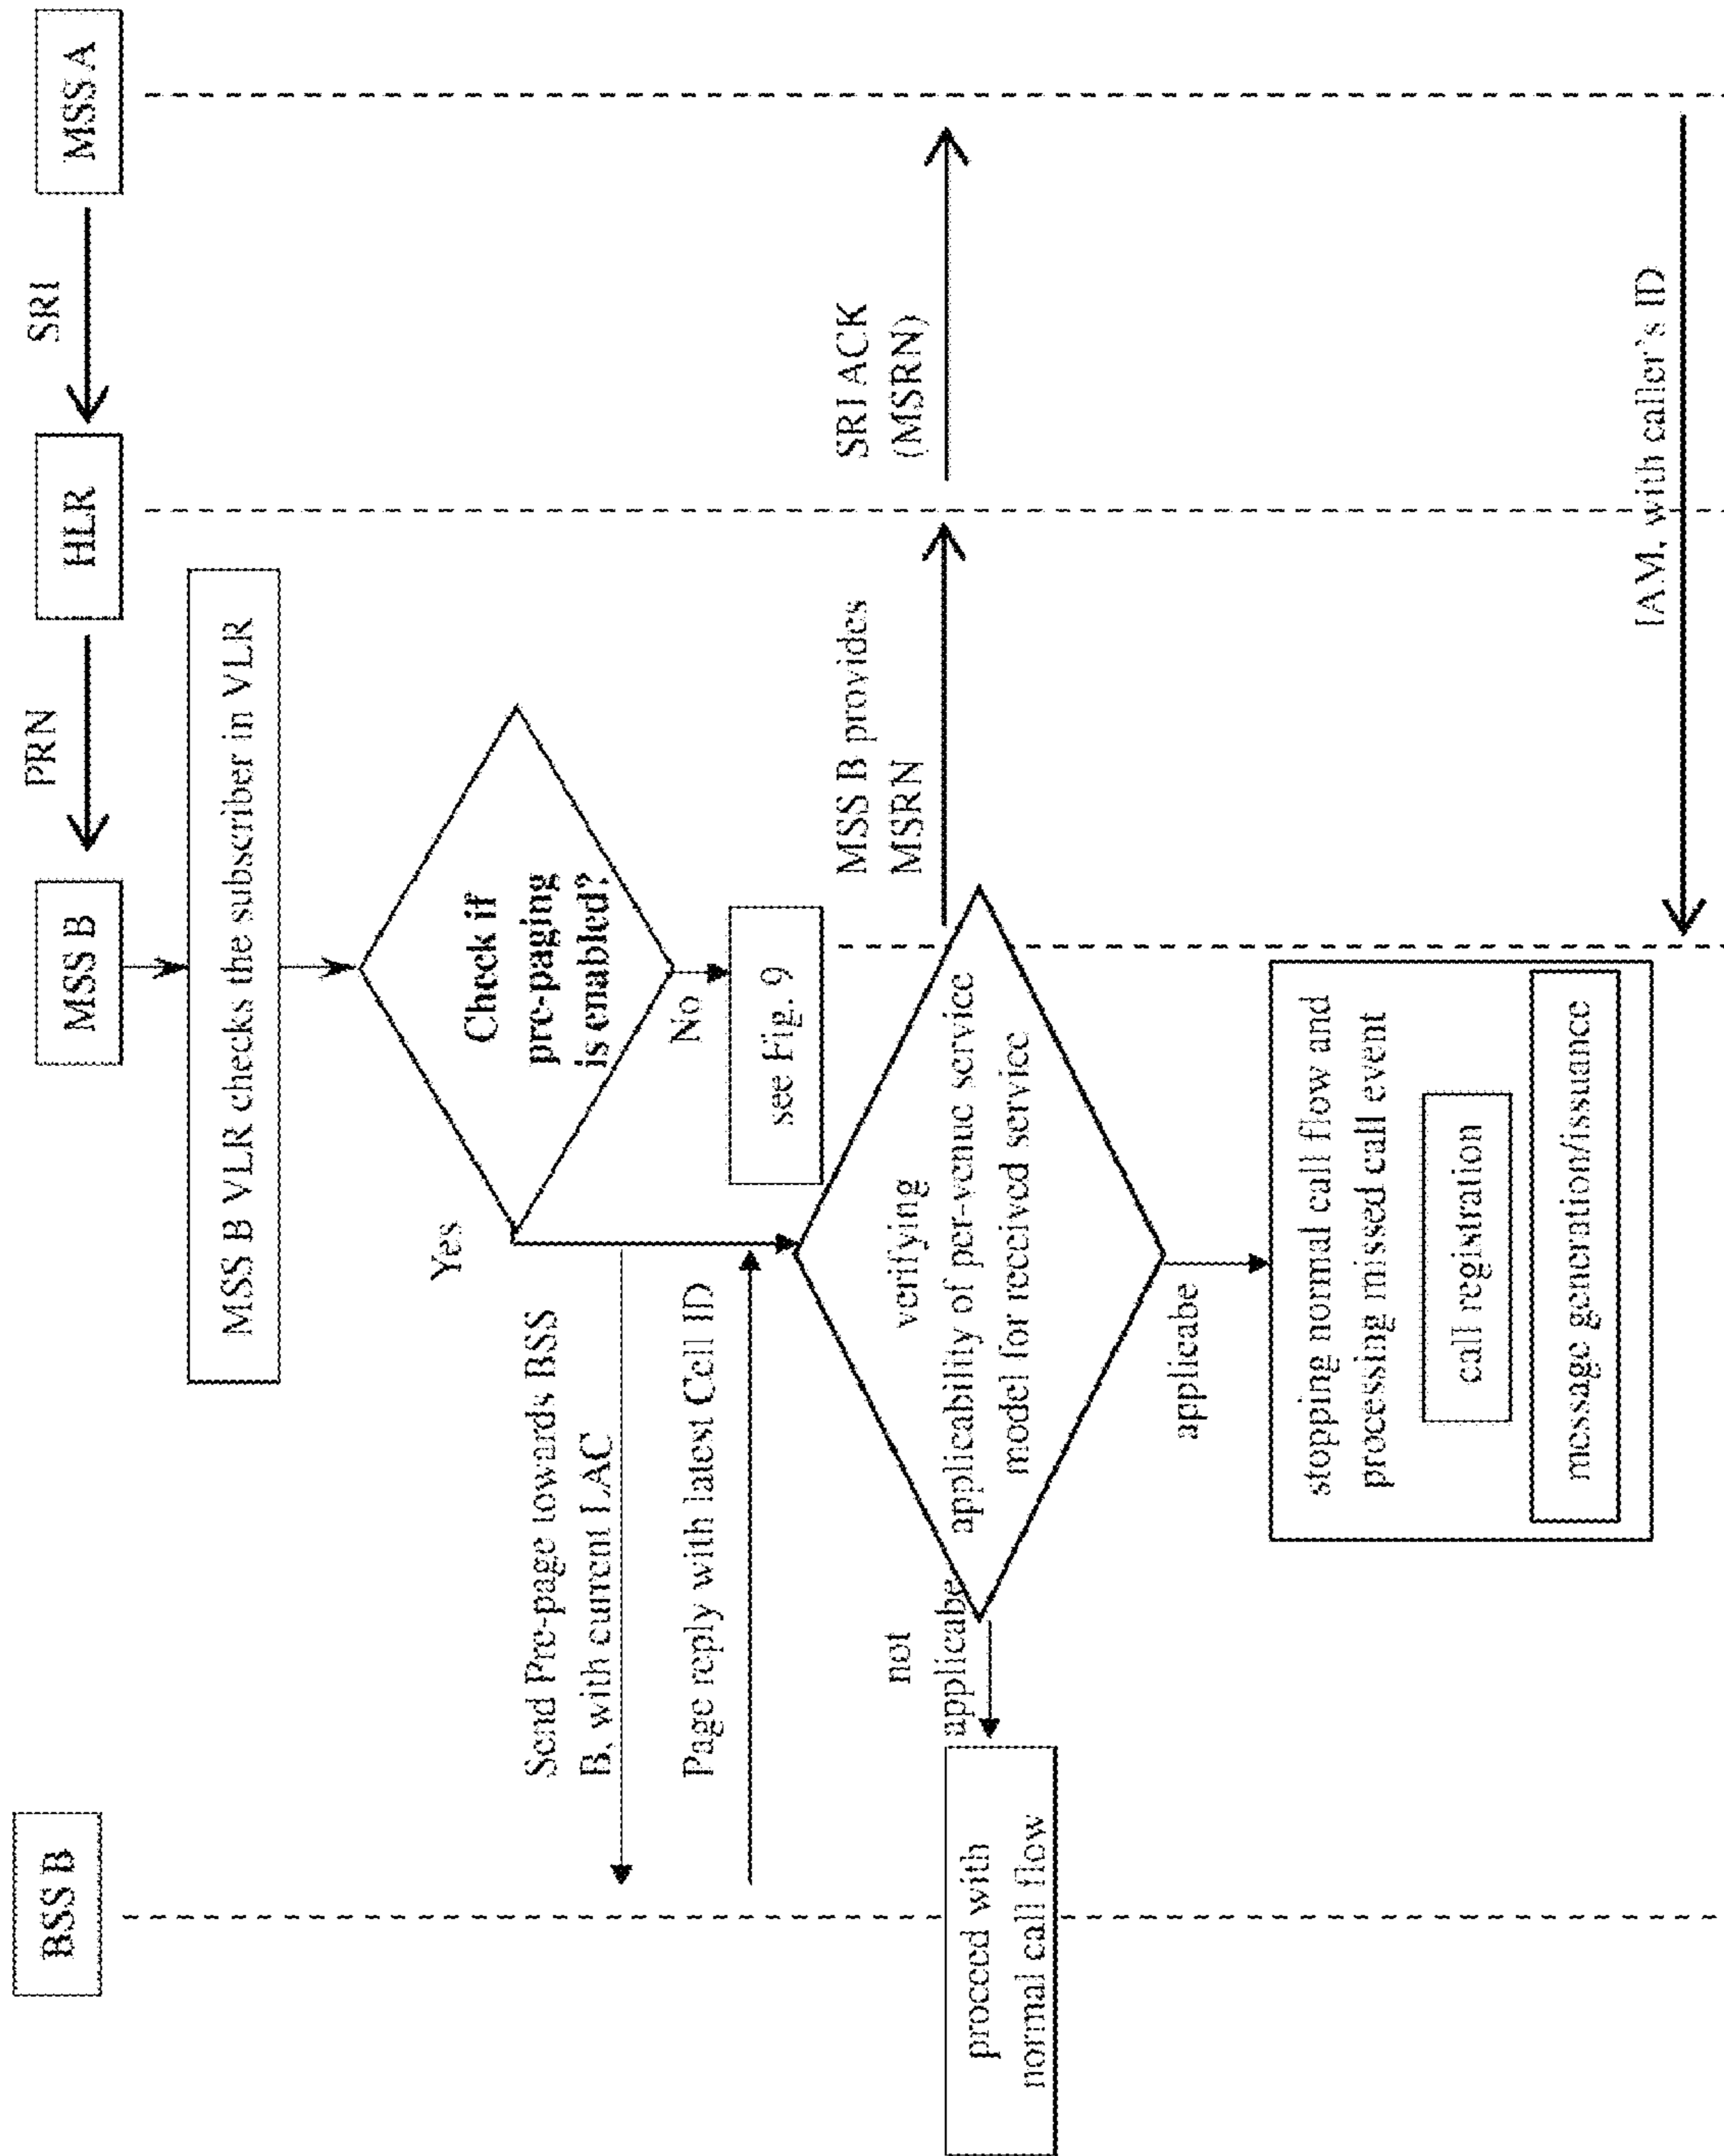 BSS B
MSS B
PRN
HLR
SRI
MSS A
MSS B VLR checks the subscriber in VLR
Check if
pre-paging
is enabled?
Yes
No
Send Pre-page towards BSS
B, with current LAC
see Fig. 9
Page reply with latest Cell ID
MSS B provides
MSRN
SRI ACK
(MSRN)
verifying
applicability of per-venue service
model for received service
not
applicabe
proceed with
normal call flow
applicabe
stopping normal call flow and
processing missed call event
call registration
message generation/issuance
IAM, with caller's ID